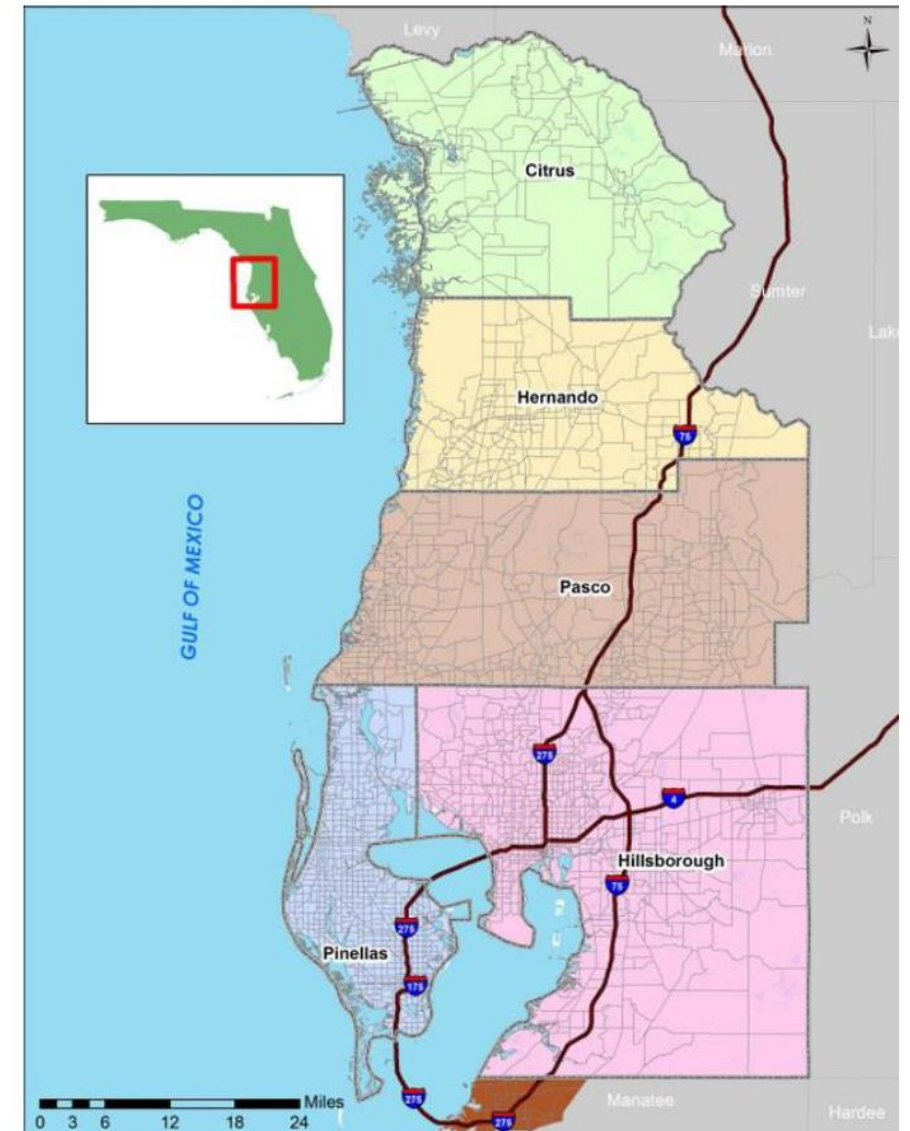 Levy
Marion
N
Citrus
Sumter
Lake
Hernando
75
GULF OF MEXICO
Pasco
275
4
Polk
Hillsborough
75
275
Pinellas
175
275
Miles
0 3 6 12 18 24
275
Manatee
Hardee